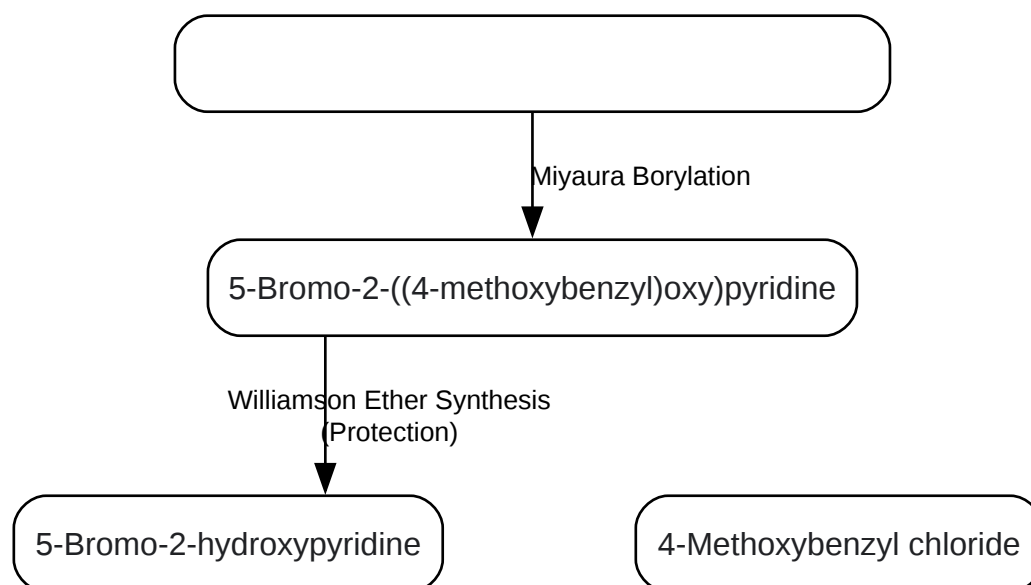 Miyaura Borylation
5-Bromo-2-((4-methoxybenzyl)oxy)pyridine
Williamson Ether Synthesis
(Protection)
5-Bromo-2-hydroxypyridine
4-Methoxybenzyl chloride